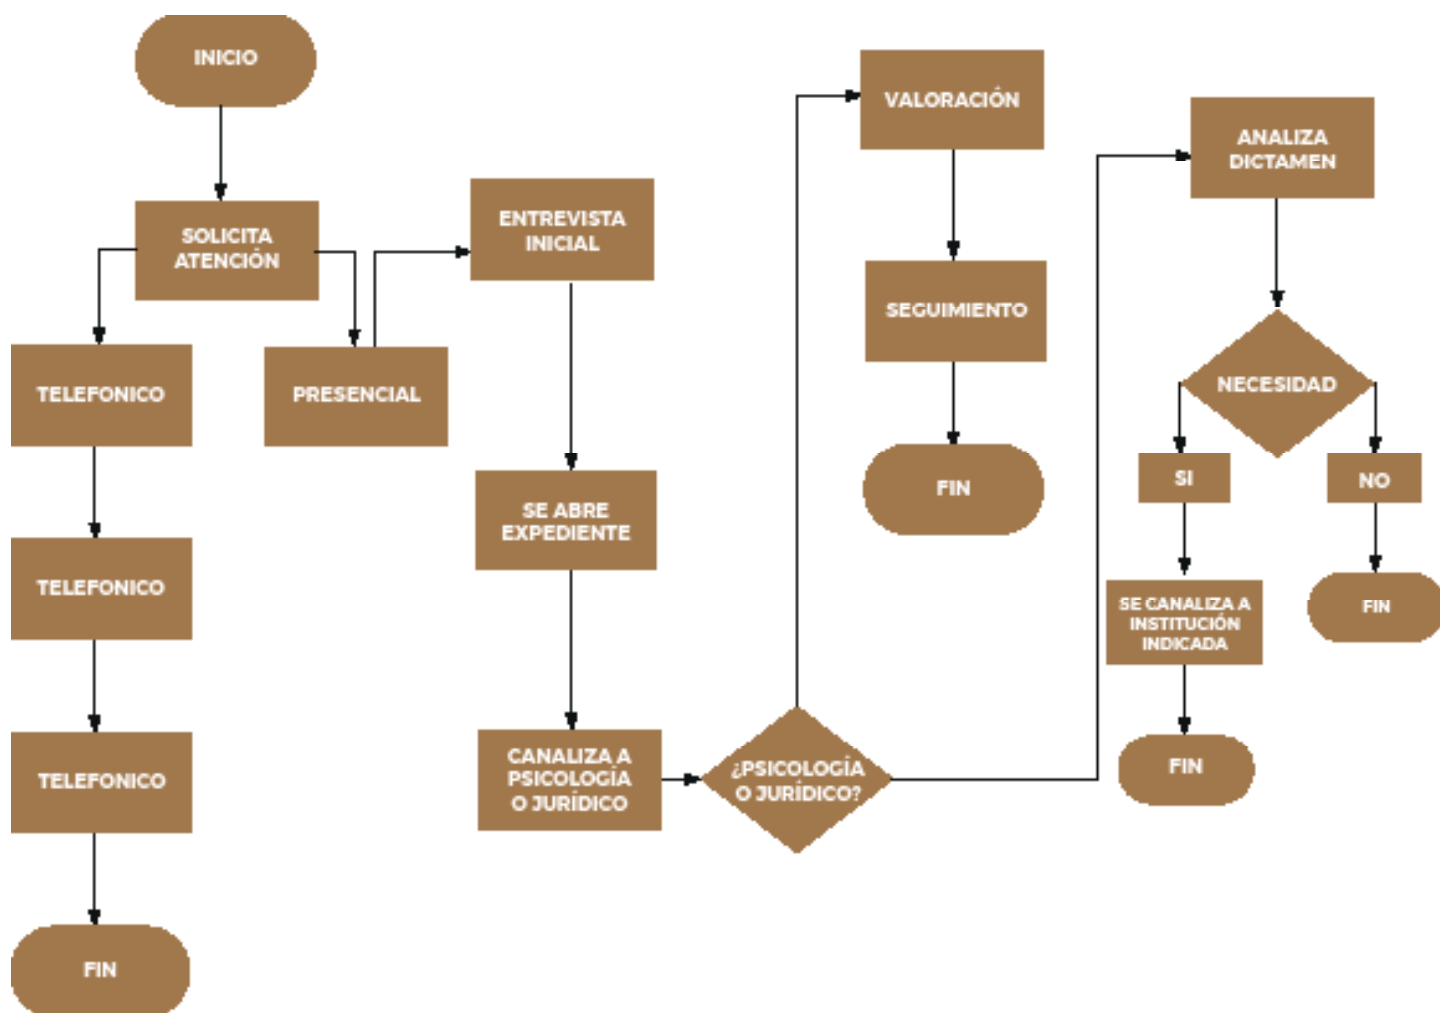 INICIO
SOLICITA
ATENCIÓN
TELEFONICO
TELEFONICO
TELEFONICO
FIN
PRESENCIAL
ENTREVISTA
INICIAL
SE ABRE
EXPEDIENTE
CANALIZA A
PSICOLOGÍA
O JURÍDICO
¿PSICOLOGÍA
O JURÍDICO?
VALORACIÓN
SEGUIMIENTO
FIN
ANALIZA
DICTAMEN
NECESIDAD
SI
SE CANALIZA A
INSTITUCIÓN
INDICADA
FIN
NO
FIN